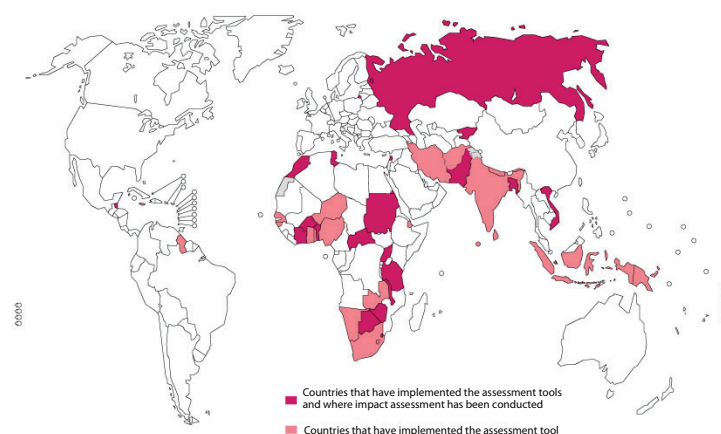 Countries that have implemented the assessment tools
and where impact assessment has been conducted
Countries that have implemented the assessment tool